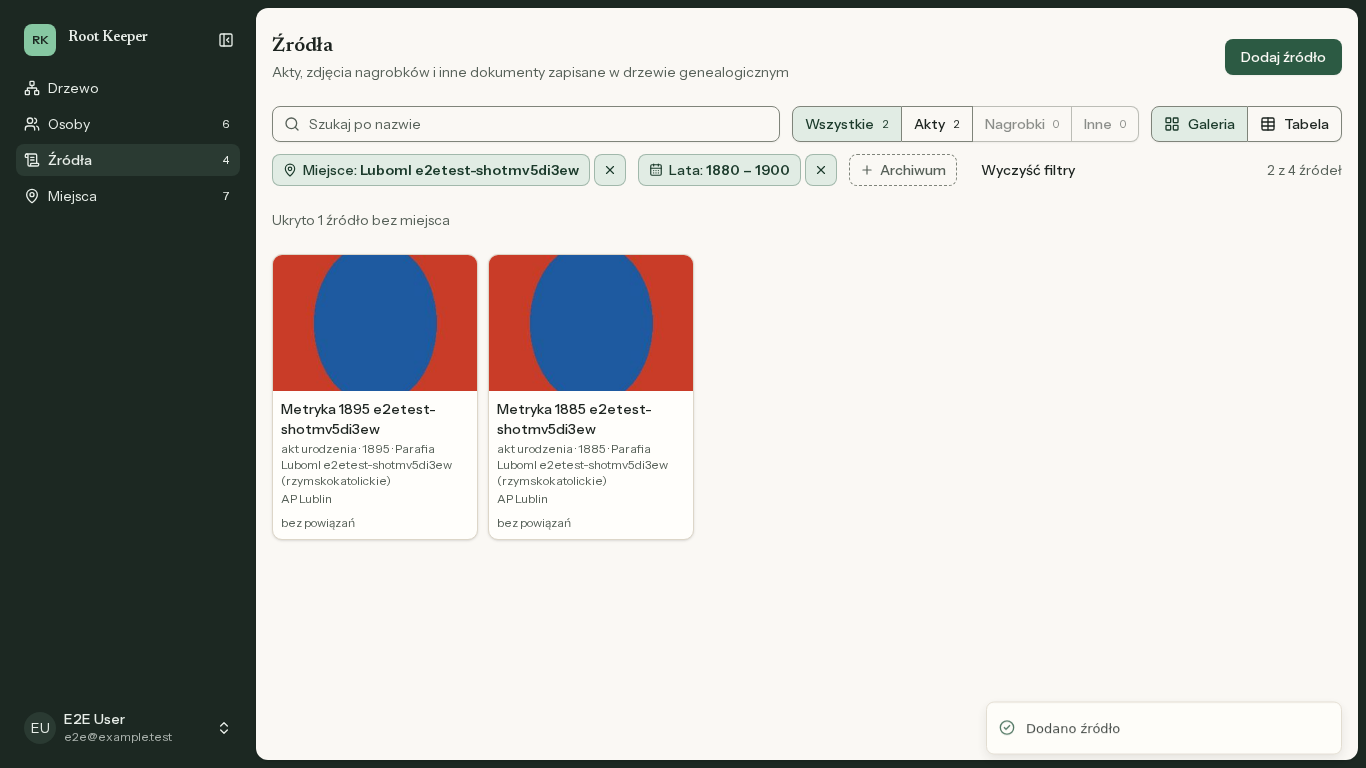 RK
Root Keeper
Drzewo
Osoby 6
Źródła 4
Miejsca 7
EU
E2E User
e2e@example.test
Źródła
Akty, zdjęcia nagrobków i inne dokumenty zapisane w drzewie genealogicznym
Dodaj źródło
Szukaj po nazwie
Wszystkie 2
Akty 2
Nagrobki 0
Inne 0
Galeria
Tabela
Miejsce: Luboml e2etest-shotmv5di3ew
Lata: 1880 – 1900
Archiwum
Wyczyść filtry
2 z 4 źródeł
Ukryto 1 źródło bez miejsca
Metryka 1895 e2etest-
shotmv5di3ew
akt urodzenia · 1895 · Parafia
Luboml e2etest-shotmv5di3ew
(rzymskokatolickie)
AP Lublin
bez powiązań
Metryka 1885 e2etest-
shotmv5di3ew
akt urodzenia · 1885 · Parafia
Luboml e2etest-shotmv5di3ew
(rzymskokatolickie)
AP Lublin
bez powiązań
Dodano źródło